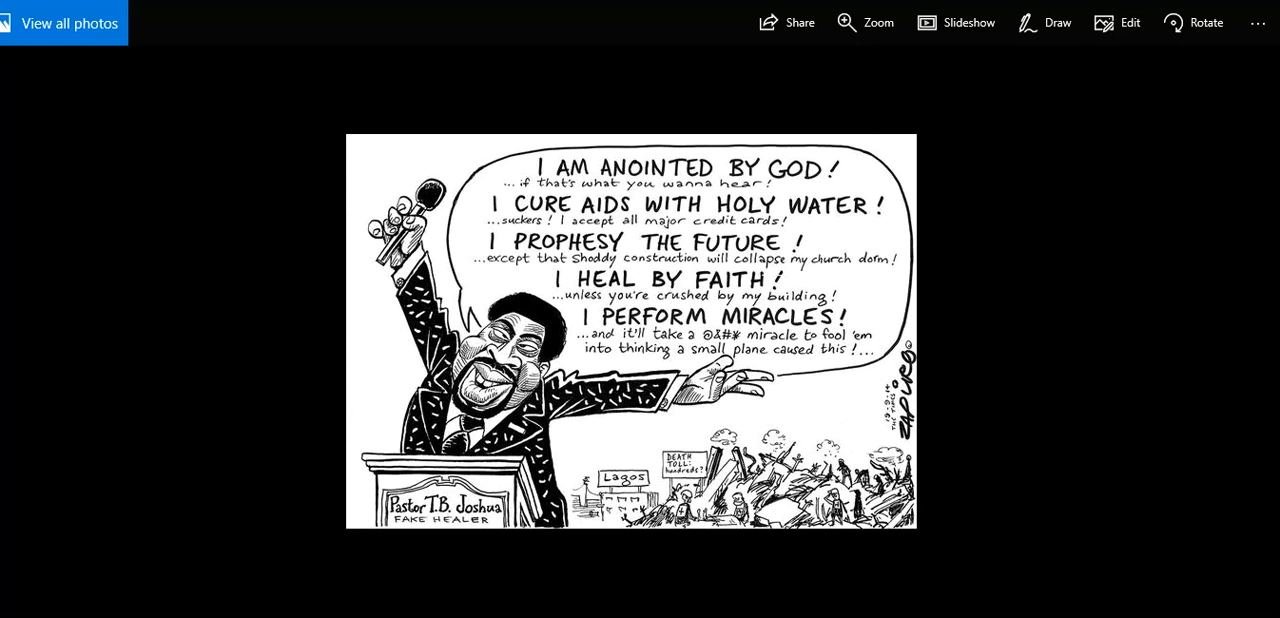 View all photos
Share
Zoom
Slideshow
Draw
Edit
Rotate
I AM ANOINTED BY GOD!
... if that's what you wanna hear!
I CURE AIDS WITH HOLY WATER!
...suckers! I accept all major credit cards!
I PROPHESY THE FUTURE!
...except that shoddy construction will collapse my church dorm!
I HEAL BY FAITH!
...unless you're crushed by my building!
I PERFORM MIRACLES!
...and it'll take a @&#* miracle to fool 'em
into thinking a small plane caused this!...
ZAPIRO
THE TIMES
Lagos
DEATH
TOLL:
hundreds?
Pastor T.B. Joshua
FAKE HEALER